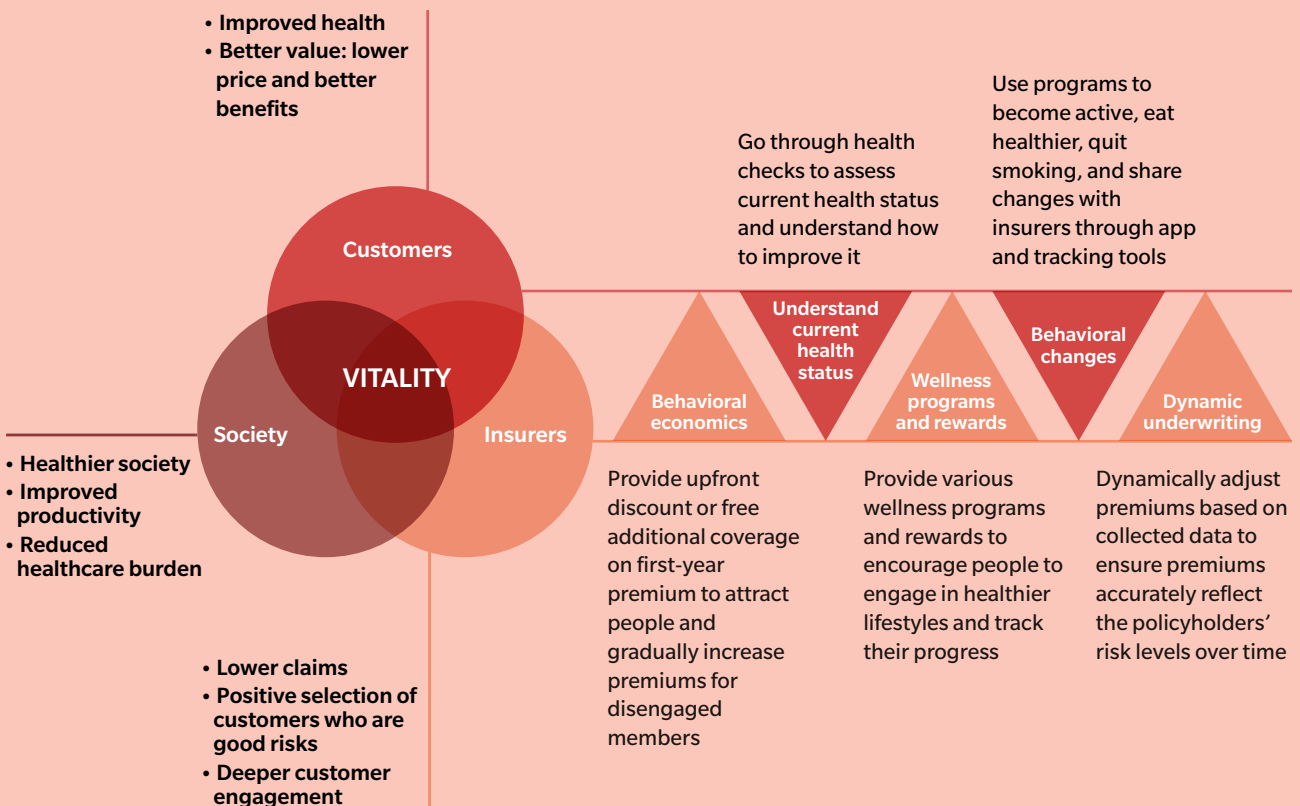 • Improved health
• Better value: lower
price and better
benefits
Customers
VITALITY
Society
Insurers
• Healthier society
• Improved
productivity
• Reduced
healthcare burden
• Lower claims
• Positive selection of
customers who are
good risks
• Deeper customer
engagement
Go through health
checks to assess
current health status
and understand how
to improve it
Use programs to
become active, eat
healthier, quit
smoking, and share
changes with
insurers through app
and tracking tools
Behavioral
economics
Understand
current
health
status
Wellness
programs
and rewards
Behavioral
changes
Dynamic
underwriting
Provide upfront
discount or free
additional coverage
on first-year
premium to attract
people and
gradually increase
premiums for
disengaged
members
Provide various
wellness programs
and rewards to
encourage people to
engage in healthier
lifestyles and track
their progress
Dynamically adjust
premiums based on
collected data to
ensure premiums
accurately reflect
the policyholders’
risk levels over time